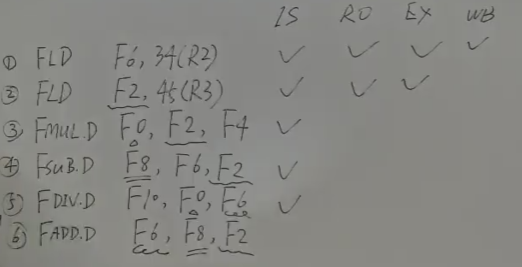 IS RO EX WB
① FLD F6, 34(R2) ✓ ✓ ✓ ✓
② FLD F2, 45(R3) ✓ ✓ ✓
③ FMUL.D F0, F2, F4 ✓
④ FSUB.D F8, F6, F2 ✓
⑤ FDIV.D F10, F0, F6 ✓
⑥ FADD.D F6, F8, F2